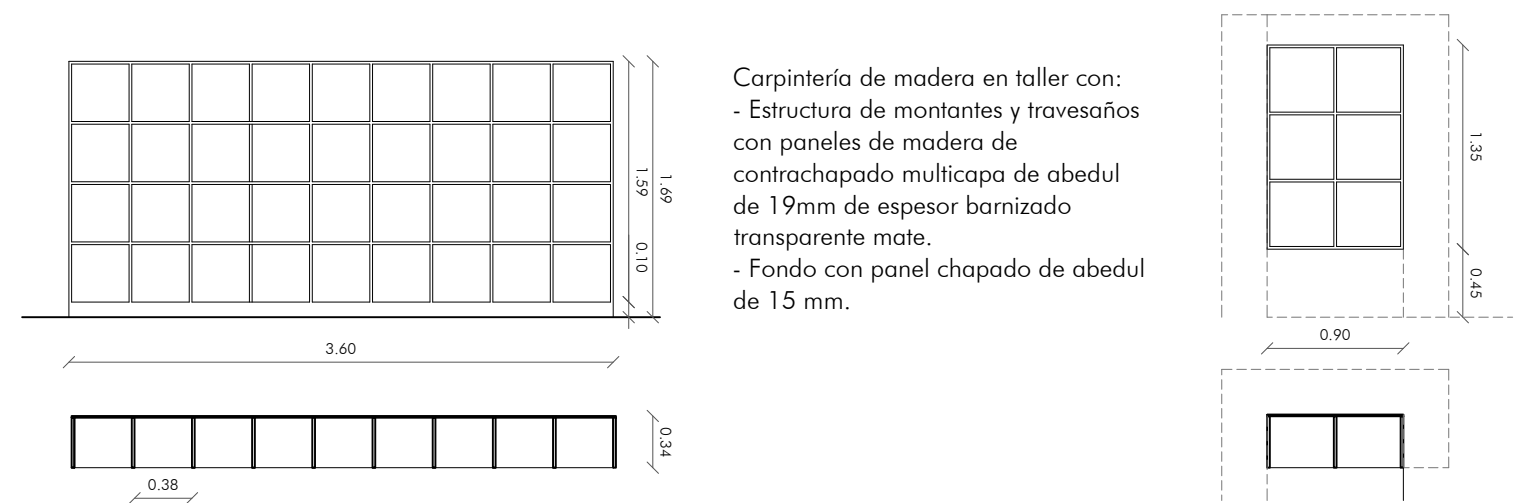 Carpintería de madera en taller con:
- Estructura de montantes y travesaños
con paneles de madera de
contrachapado multicapa de abedul
de 19mm de espesor barnizado
transparente mate.
- Fondo con panel chapado de abedul
de 15 mm.
1.59
1.69
0.10
3.60
0.34
0.38
1.35
0.45
0.90